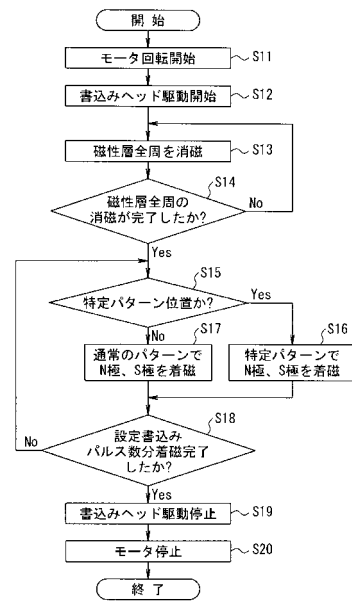 開 始
モータ回転開始
S11
書込みヘッド駆動開始
S12
磁性層全周を消磁
S13
磁性層全周の
消磁が完了したか?
S14
No
Yes
特定パターン位置か?
S15
Yes
No
通常のパターンで
N極、S極を着磁
S17
特定パターンで
N極、S極を着磁
S16
設定書込み
パルス数分着磁完了
したか?
S18
No
Yes
書込みヘッド駆動停止
S19
モータ停止
S20
終 了